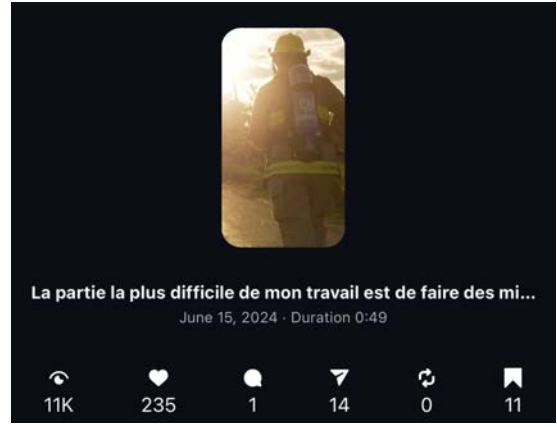 La partie la plus difficile de mon travail est de faire des mi...
June 15, 2024 · Duration 0:49
11K 235 1 14 0 11